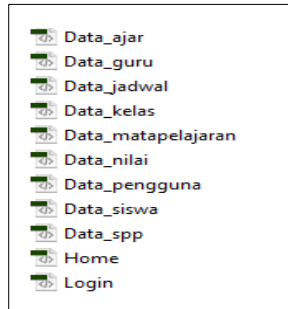 Data_ajar
Data_guru
Data_jadwal
Data_kelas
Data_matapelajaran
Data_nilai
Data_pengguna
Data_siswa
Data_spp
Home
Login